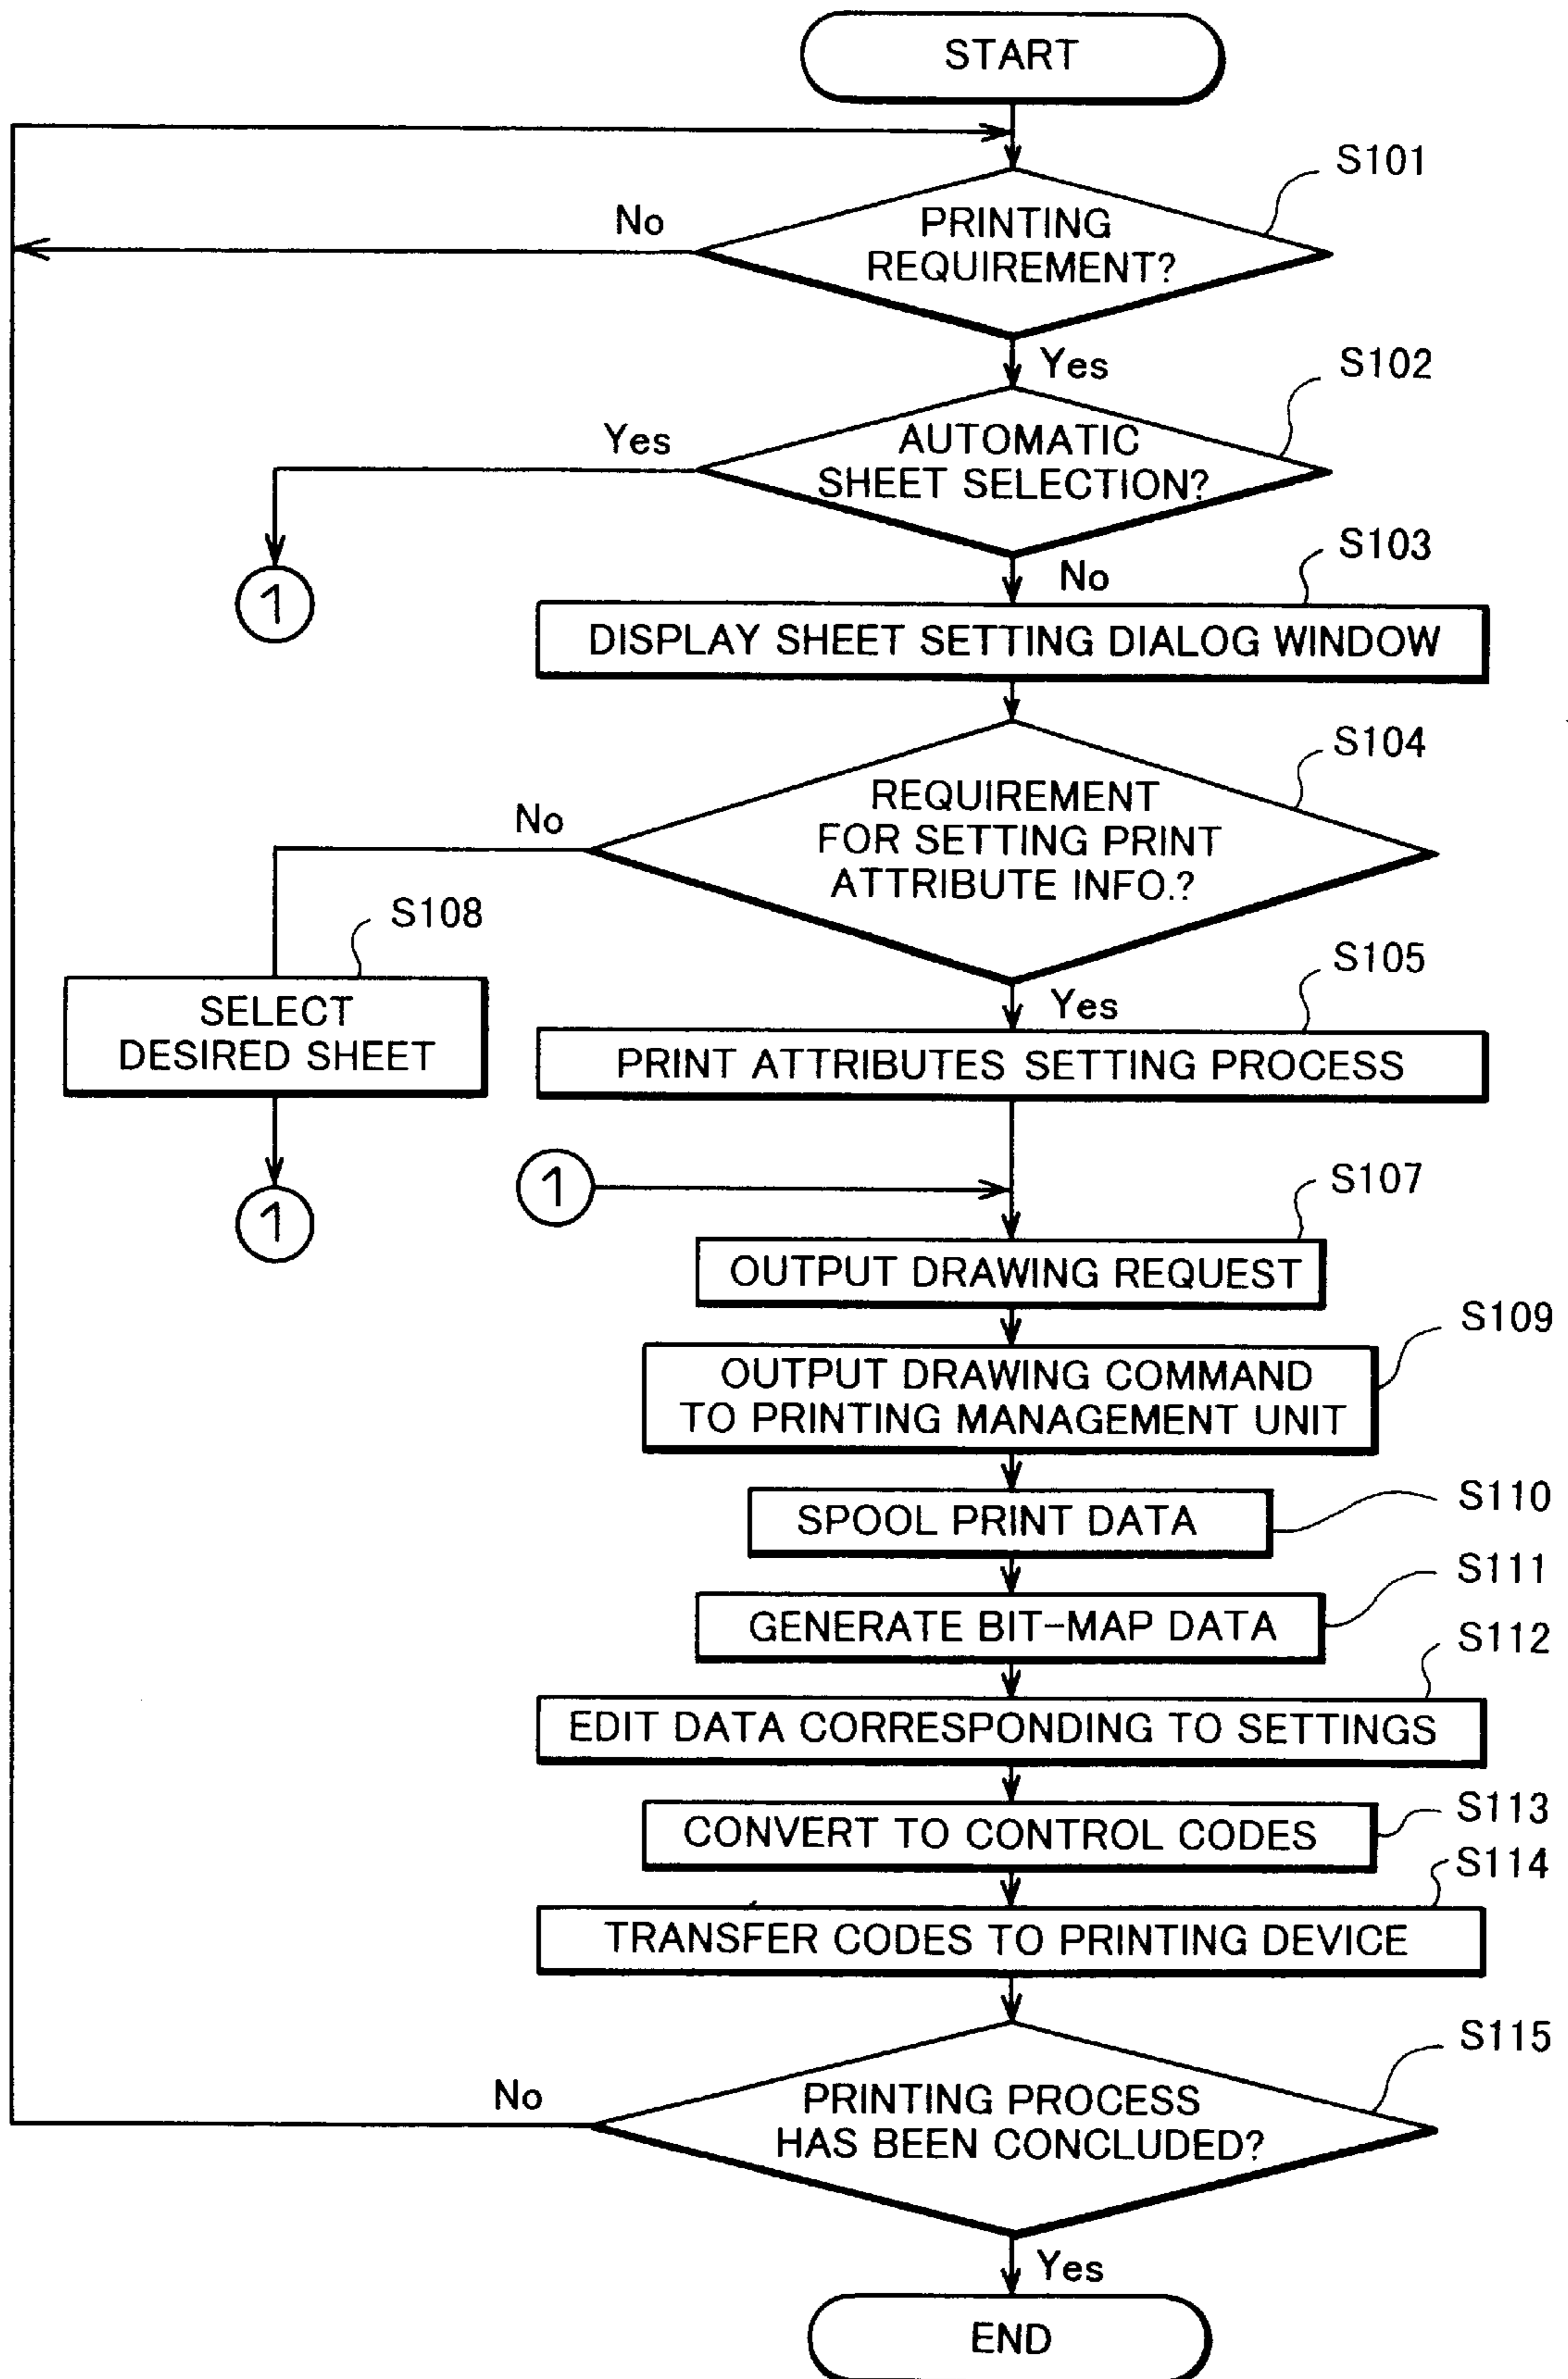 START
S101
No
PRINTING
REQUIREMENT?
Yes
S102
Yes
AUTOMATIC
SHEET SELECTION?
S103
1
No
DISPLAY SHEET SETTING DIALOG WINDOW
S104
No
REQUIREMENT
FOR SETTING PRINT
ATTRIBUTE INFO.?
S108
S105
SELECT
DESIRED SHEET
Yes
PRINT ATTRIBUTES SETTING PROCESS
1
1
S107
OUTPUT DRAWING REQUEST
S109
OUTPUT DRAWING COMMAND
TO PRINTING MANAGEMENT UNIT
S110
SPOOL PRINT DATA
S111
GENERATE BIT-MAP DATA
S112
EDIT DATA CORRESPONDING TO SETTINGS
S113
CONVERT TO CONTROL CODES
S114
TRANSFER CODES TO PRINTING DEVICE
S115
No
PRINTING PROCESS
HAS BEEN CONCLUDED?
Yes
END